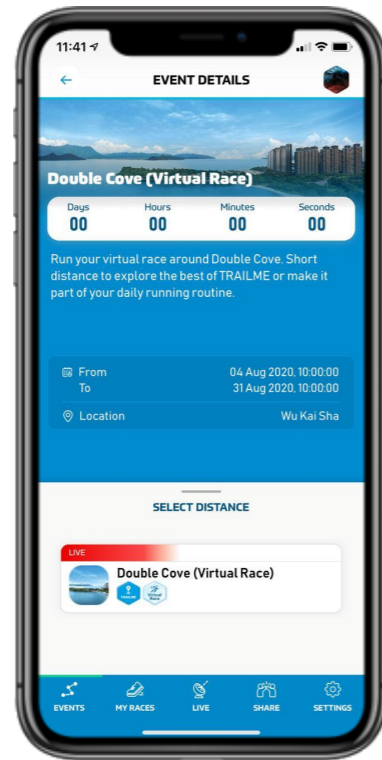 11:41
EVENT DETAILS
Double Cove (Virtual Race)
Days Hours Minutes Seconds
00 00 00 00
Run your virtual race around Double Cove. Short
distance to explore the best of TRAILME or make it
part of your daily running routine.
From 04 Aug 2020, 10:00:00
To 31 Aug 2020, 10:00:00
Location Wu Kai Sha
SELECT DISTANCE
LIVE
Double Cove (Virtual Race)
TRAILME Virtual Race
EVENTS MY RACES LIVE SHARE SETTINGS